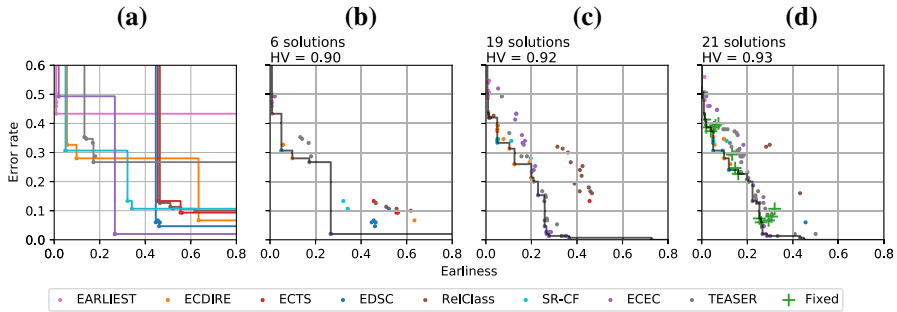 (a) (b) (c) (d)
6 solutions
HV = 0.90
19 solutions
HV = 0.92
21 solutions
HV = 0.93
0.6
0.5
0.4
0.3
0.2
0.1
0.0
Error rate
0.0 0.2 0.4 0.6 0.8
0.0 0.2 0.4 0.6 0.8
0.0 0.2 0.4 0.6 0.8
0.0 0.2 0.4 0.6 0.8
Earliness
EARLIEST ECDIRE ECTS EDSC RelClass SR-CF ECEC TEASER Fixed